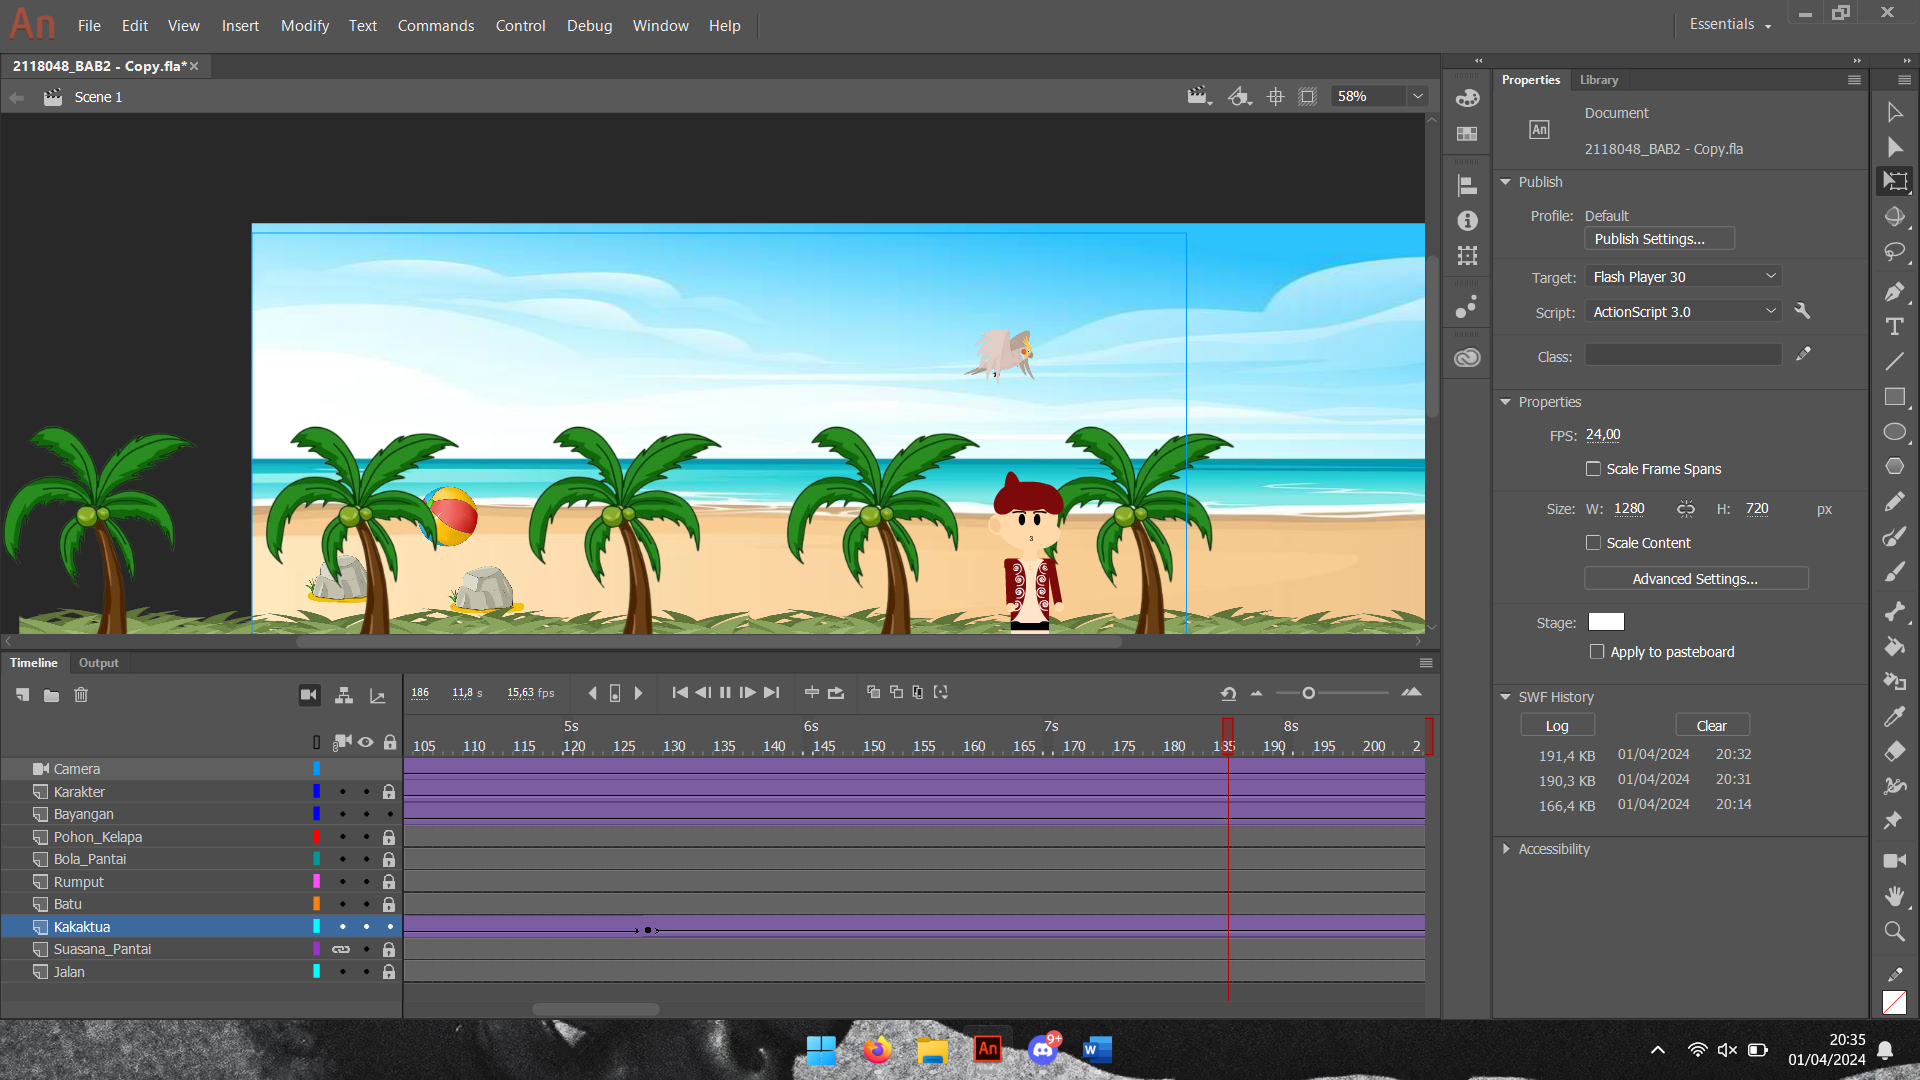 An File Edit View Insert Modify Text Commands Control Debug Window Help Essentials
2118048_BAB2 - Copy.fla*
Scene 1
58%
Properties Library
An
Document
2118048_BAB2 - Copy.fla
Publish
Profile: Default
Publish Settings...
Target: Flash Player 30
Script: ActionScript 3.0
Class:
Properties
FPS: 24,00
Scale Frame Spans
Size: W: 1280 H: 720 px
Scale Content
Advanced Settings...
Stage:
Apply to pasteboard
SWF History
Log Clear
191,4 KB 01/04/2024 20:32
190,3 KB 01/04/2024 20:31
166,4 KB 01/04/2024 20:14
Accessibility
Timeline Output
186 11,8 s 15,63 fps
5s 6s 7s 8s
105 110 115 120 125 130 135 140 145 150 155 160 165 170 175 180 185 190 195 200 2
Camera
Karakter
Bayangan
Pohon_Kelapa
Bola_Pantai
Rumput
Batu
Kakaktua
Suasana_Pantai
Jalan
An 9+ W
20:35
01/04/2024